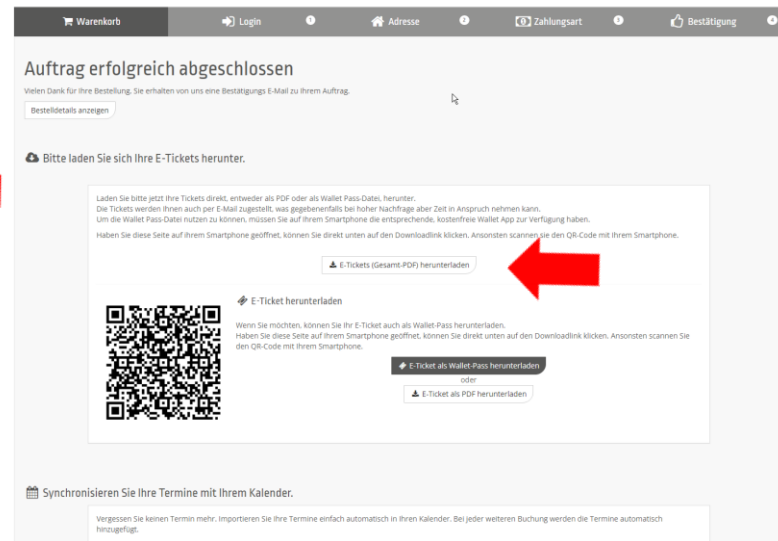 Warenkorb
Login 1
Adresse 2
Zahlungsart 3
Bestätigung 4
Auftrag erfolgreich abgeschlossen
Vielen Dank für Ihre Bestellung. Sie erhalten von uns eine Bestätigungs E-Mail zu Ihrem Auftrag.
Bestelldetails anzeigen
Bitte laden Sie sich Ihre E-Tickets herunter.
Laden Sie bitte jetzt Ihre Tickets direkt, entweder als PDF oder als Wallet Pass-Datei, herunter.
Die Tickets werden Ihnen auch per E-Mail zugestellt, was gegebenenfalls bei hoher Nachfrage aber Zeit in Anspruch nehmen kann.
Um die Wallet Pass-Datei nutzen zu können, müssen Sie auf Ihrem Smartphone die entsprechende, kostenfreie Wallet App zur Verfügung haben.
Haben Sie diese Seite auf Ihrem Smartphone geöffnet, können Sie direkt unten auf den Downloadlink klicken. Ansonsten scannen sie den QR-Code mit Ihrem Smartphone.
E-Tickets (Gesamt-PDF) herunterladen
E-Ticket herunterladen
Wenn Sie möchten, können Sie Ihr E-Ticket auch als Wallet-Pass herunterladen.
Haben Sie diese Seite auf Ihrem Smartphone geöffnet, können Sie direkt unten auf den Downloadlink klicken. Ansonsten scannen Sie
den QR-Code mit Ihrem Smartphone.
E-Ticket als Wallet-Pass herunterladen
oder
E-Ticket als PDF herunterladen
Synchronisieren Sie Ihre Termine mit Ihrem Kalender.
Vergessen Sie keinen Termin mehr. Importieren Sie Ihre Termine einfach automatisch in Ihren Kalender. Bei jeder weiteren Buchung werden die Termine automatisch
hinzugefügt.